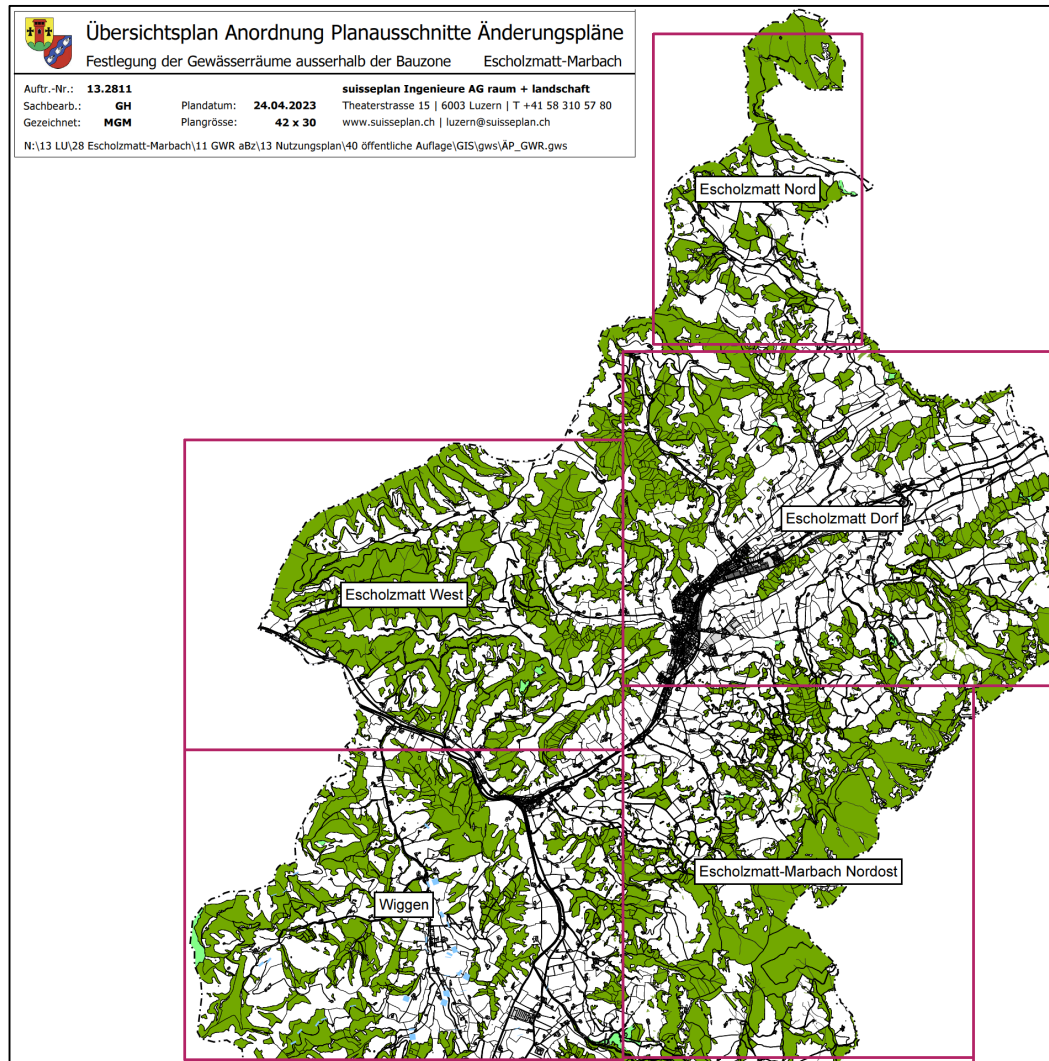 Übersichtsplan Anordnung Planausschnitte Änderungspläne
Festlegung der Gewässerräume ausserhalb der Bauzone Escholzmatt-Marbach
Auftr.-Nr.: 13.2811 suisseplan Ingenieure AG raum + landschaft
Sachbearb.: GH Plandatum: 24.04.2023 Theaterstrasse 15 | 6003 Luzern | T +41 58 310 57 80
Gezeichnet: MGM Plangrösse: 42 x 30 www.suisseplan.ch | luzern@suisseplan.ch
N:\13 LU\28 Escholzmatt-Marbach\11 GWR aBz\13 Nutzungsplan\40 öffentliche Auflage\GIS\gws\ÄP_GWR.gws
Escholzmatt Nord
Escholzmatt Dorf
Escholzmatt West
Escholzmatt-Marbach Nordost
Wiggen